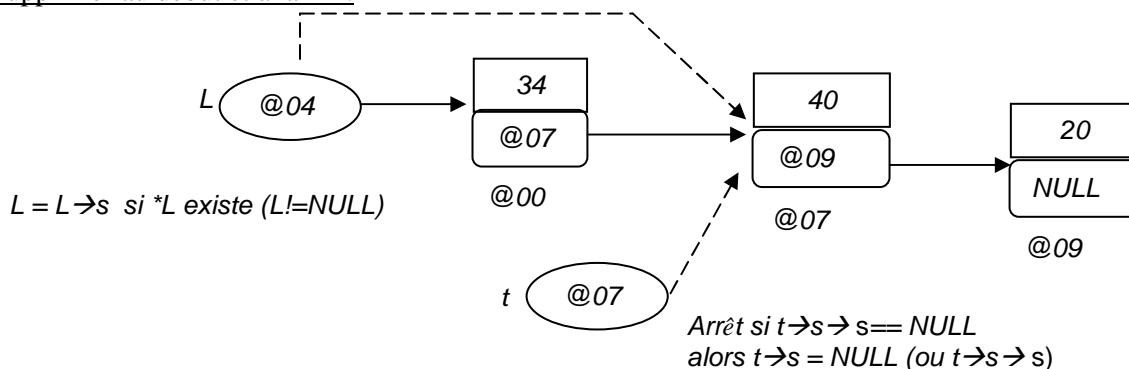 34
40
L @04
20
@07
@09
NULL
L = L→s si *L existe (L!=NULL)
@00
@07
@09
t @07
Arrêt si t→s→ s== NULL
alors t→s = NULL (ou t→s→ s)